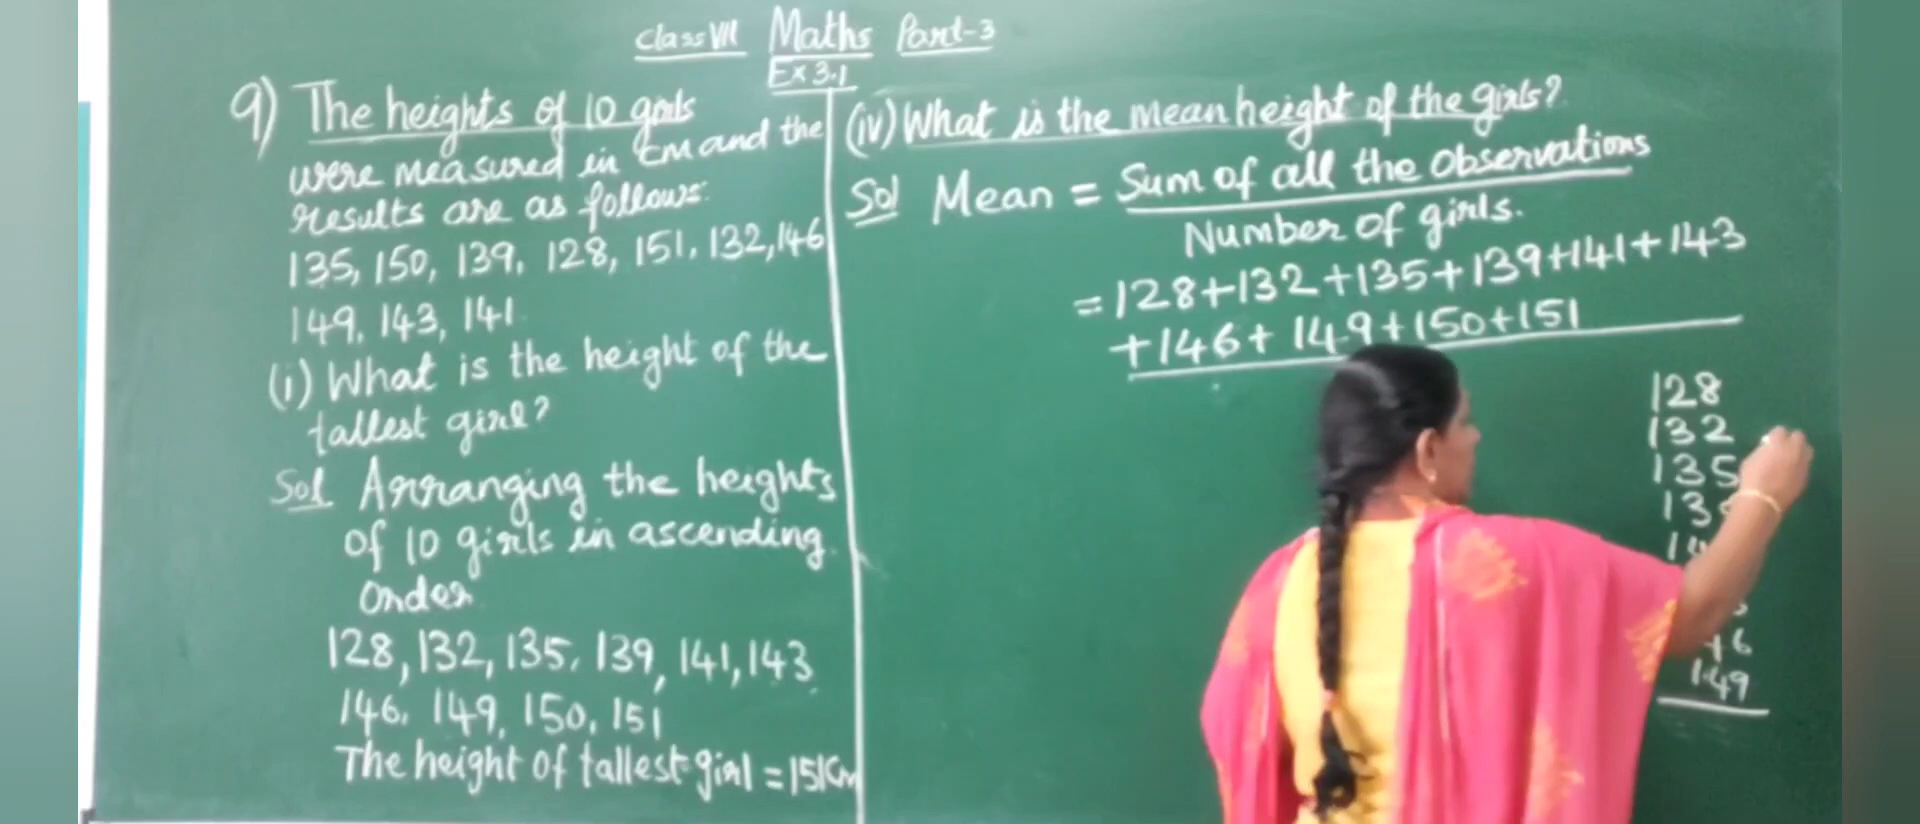 Class VII Maths Part-3
Ex 3.1
9) The heights of 10 girls
were measured in cm and the
results are as follows:
135, 150, 139, 128, 151, 132, 146
149, 143, 141
(i) What is the height of the
tallest girl?
Sol Arranging the heights
of 10 girls in ascending
Order
128, 132, 135, 139, 141, 143
146, 149, 150, 151
The height of tallest girl = 151cm
(iv) What is the mean height of the girls?
Sol Mean = Sum of all the observations
Number of girls.
= 128+132+135+139+141+143
+146+149+150+151
128
132
135
13
14
6
149